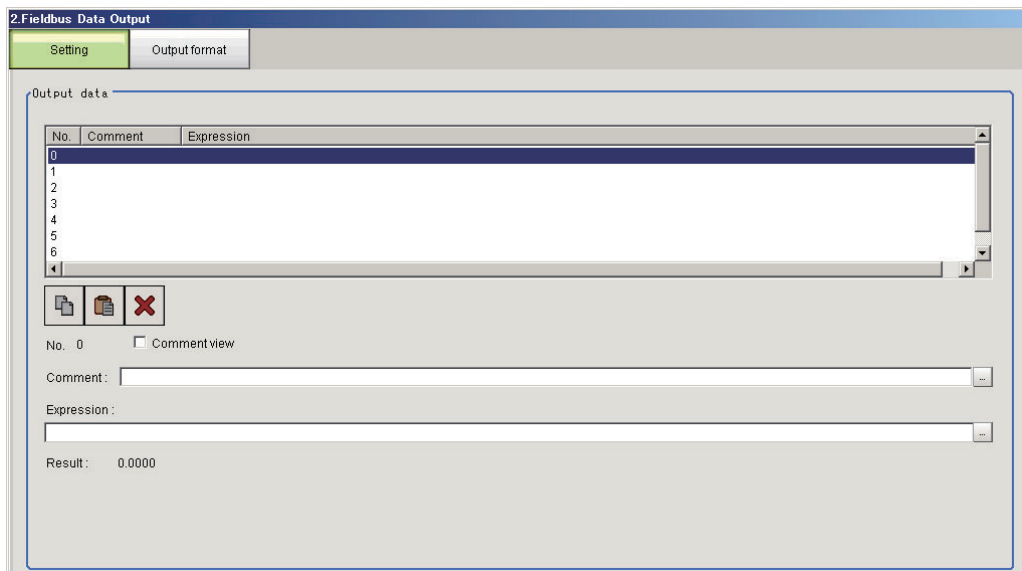 2.Fieldbus Data Output
Setting Output format
Output data
No. Comment Expression
0
1
2
3
4
5
6
No. 0 Comment view
Comment : ...
Expression :
...
Result : 0.0000